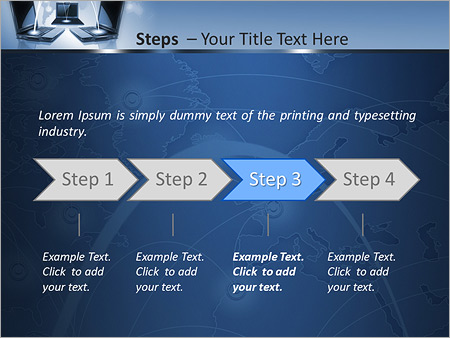 Steps – Your Title Text Here
Lorem Ipsum is simply dummy text of the printing and typesetting
industry.
Step 1 Step 2 Step 3 Step 4
Example Text. Example Text. Example Text. Example Text.
Click to add Click to add Click to add Click to add
your text. your text. your text. your text.